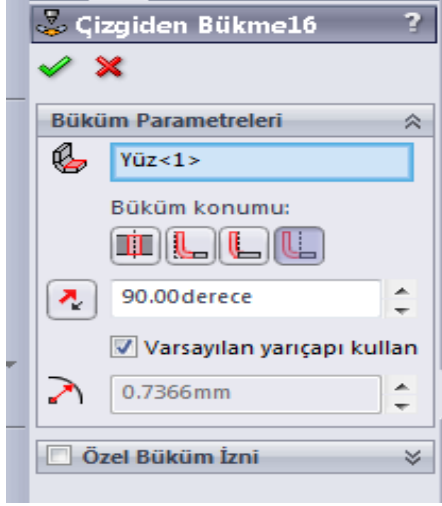 Çizgiden Bükme16 ?
Büküm Parametreleri
Yüz<1>
Büküm konumu:
90.00derece
Varsayılan yarıçapı kullan
0.7366mm
Özel Büküm İzni